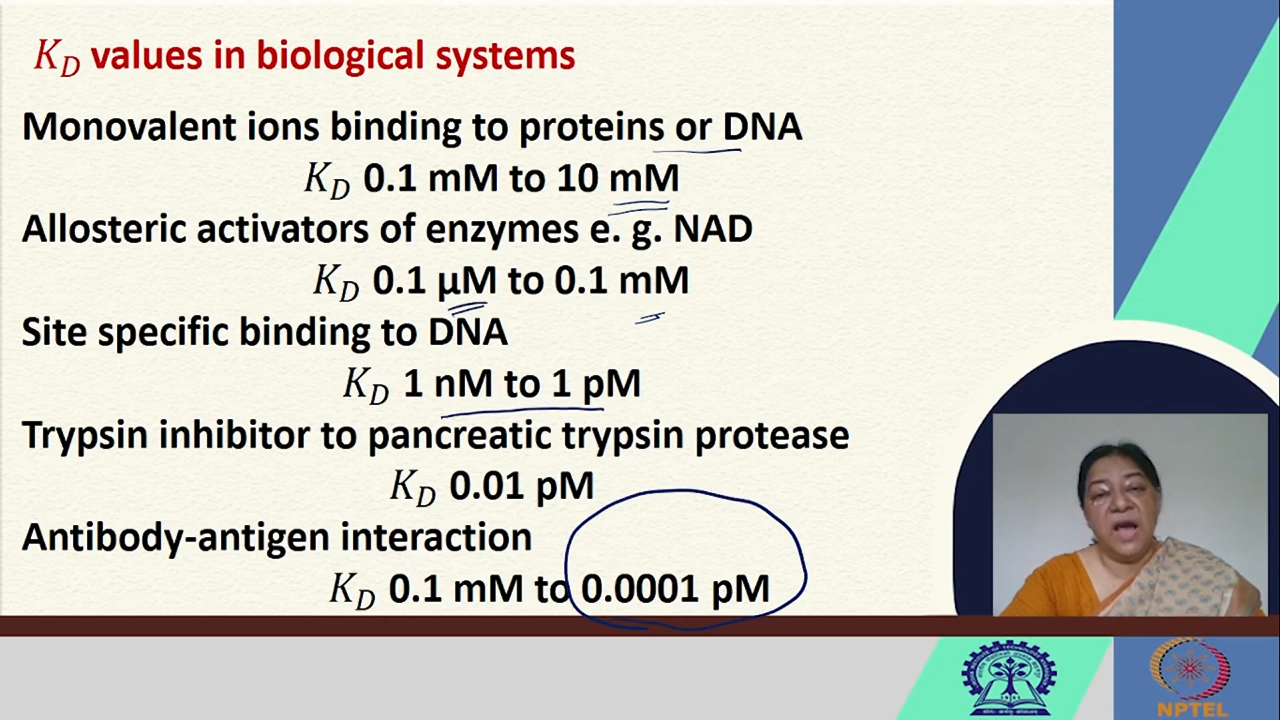 K_D values in biological systems
Monovalent ions binding to proteins or DNA
K_D 0.1 mM to 10 mM
Allosteric activators of enzymes e. g. NAD
K_D 0.1 µM to 0.1 mM
Site specific binding to DNA
K_D 1 nM to 1 pM
Trypsin inhibitor to pancreatic trypsin protease
K_D 0.01 pM
Antibody-antigen interaction
K_D 0.1 mM to 0.0001 pM
NPTEL